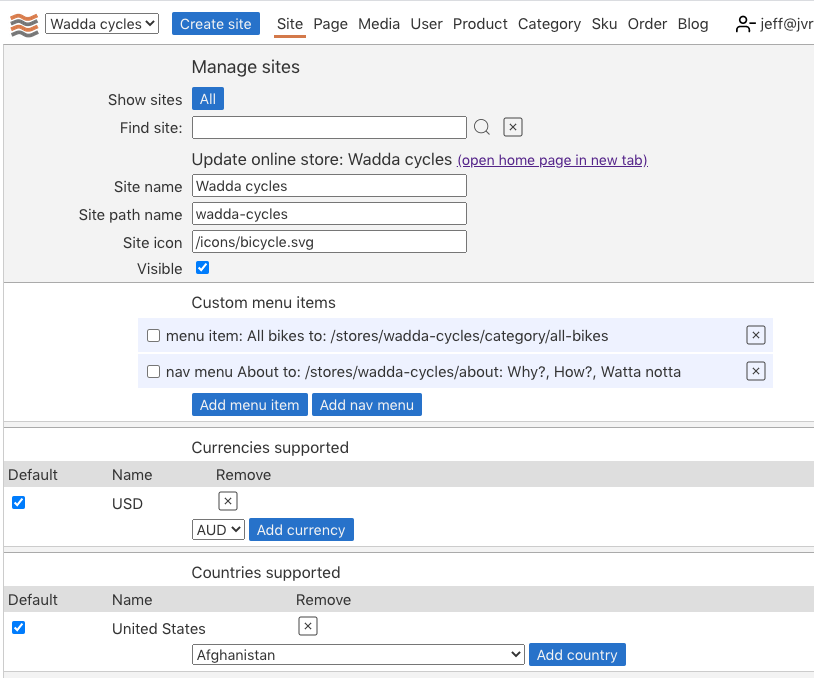 Wadda cycles Create site Site Page Media User Product Category Sku Order Blog jeff@jvr
Manage sites
Show sites All
Find site:
Update online store: Wadda cycles (open home page in new tab)
Site name Wadda cycles
Site path name wadda-cycles
Site icon /icons/bicycle.svg
Visible
Custom menu items
menu item: All bikes to: /stores/wadda-cycles/category/all-bikes
nav menu About to: /stores/wadda-cycles/about: Why?, How?, Watta notta
Add menu item Add nav menu
Currencies supported
Default Name Remove
USD
AUD Add currency
Countries supported
Default Name Remove
United States
Afghanistan Add country